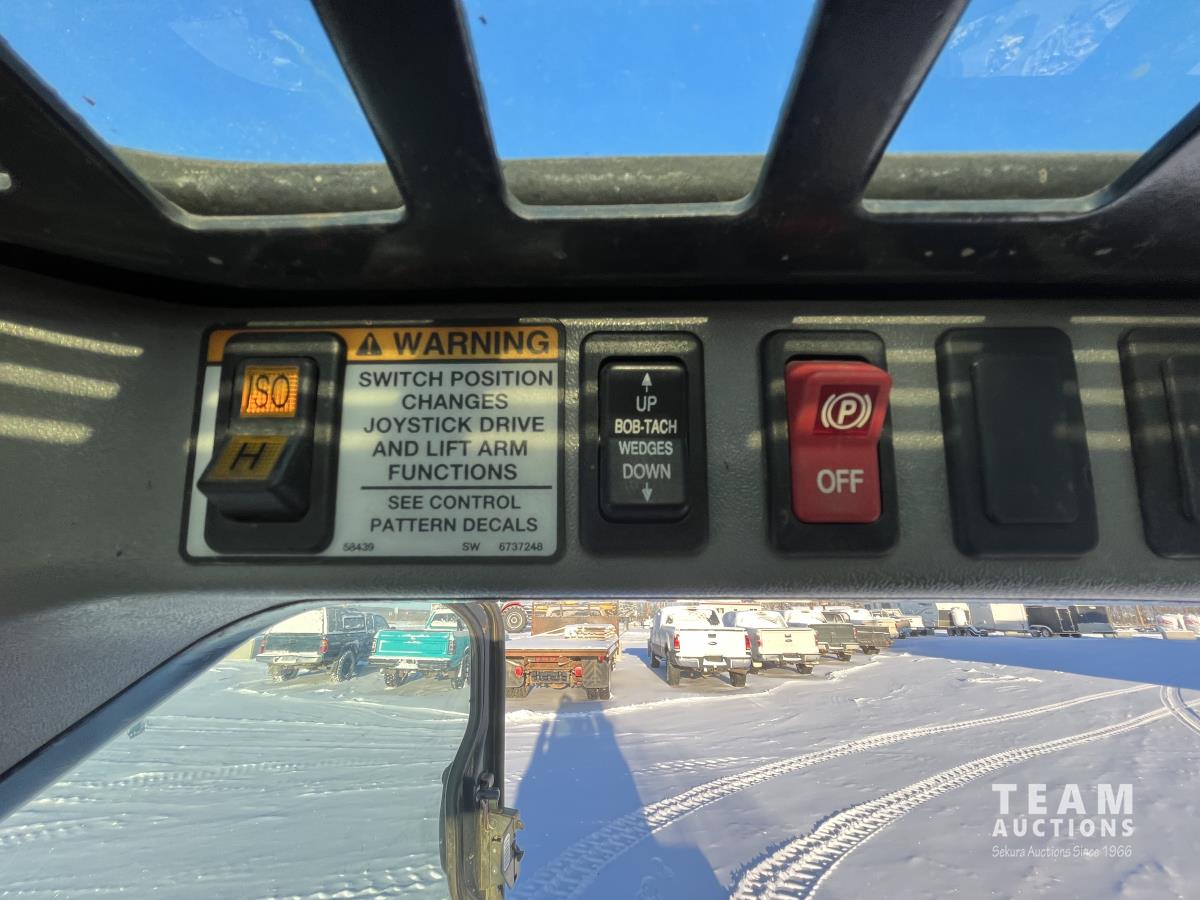 ISO
H
WARNING
SWITCH POSITION
CHANGES
JOYSTICK DRIVE
AND LIFT ARM
FUNCTIONS
SEE CONTROL
PATTERN DECALS
58439 SW 6737248
UP
BOB-TACH
WEDGES
DOWN
P
OFF
TEAM
AUCTIONS
Sekura Auctions Since 1966